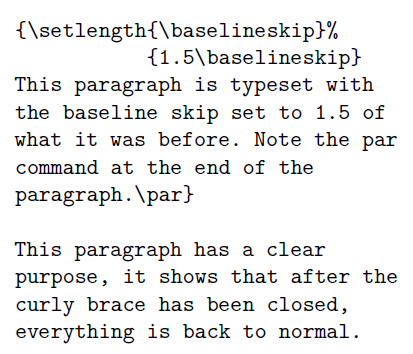 {\setlength{\baselineskip}%
           {1.5\baselineskip}
This paragraph is typeset with
the baseline skip set to 1.5 of
what it was before. Note the par
command at the end of the
paragraph.\par}

This paragraph has a clear
purpose, it shows that after the
curly brace has been closed,
everything is back to normal.